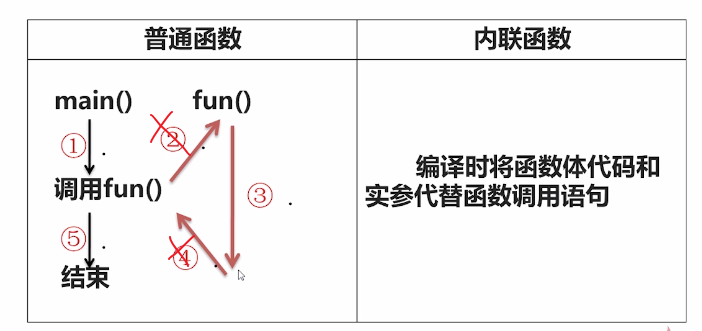 普通函数
内联函数
main()
fun()
①
②
调用fun()
③
⑤
④
结束
编译时将函数体代码和
实参代替函数调用语句